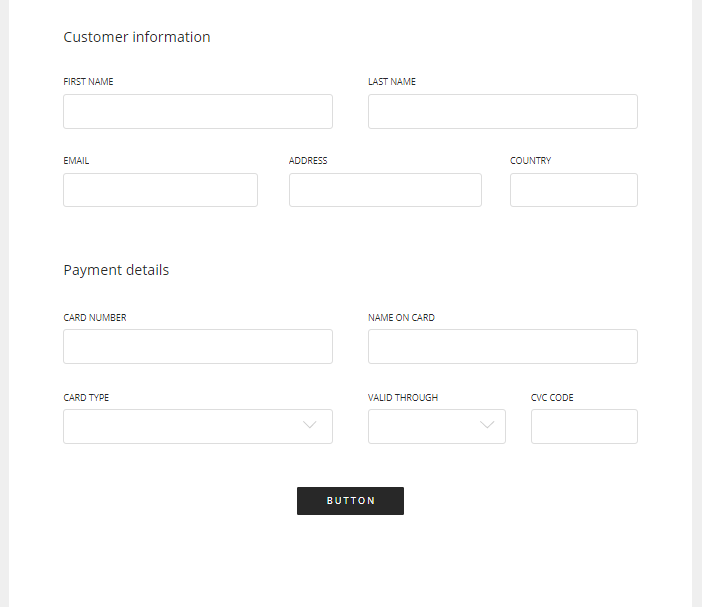 Customer information
FIRST NAME LAST NAME
EMAIL ADDRESS COUNTRY
Payment details
CARD NUMBER NAME ON CARD
CARD TYPE VALID THROUGH CVC CODE
BUTTON